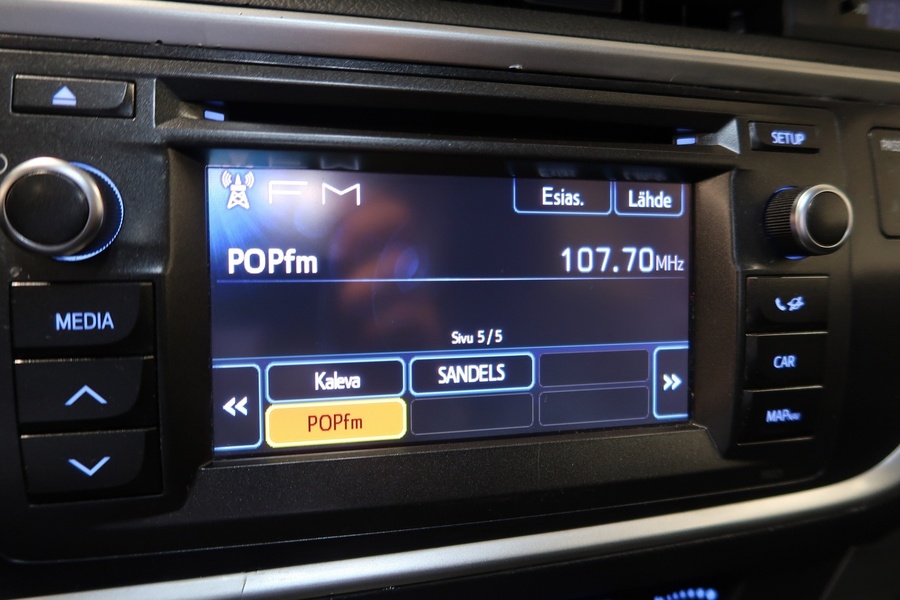 SETUP
FM
Esias.
Lähde
POPfm
107.70MHz
MEDIA
Sivu 5/5
Kaleva
SANDELS
CAR
POPfm
MAP